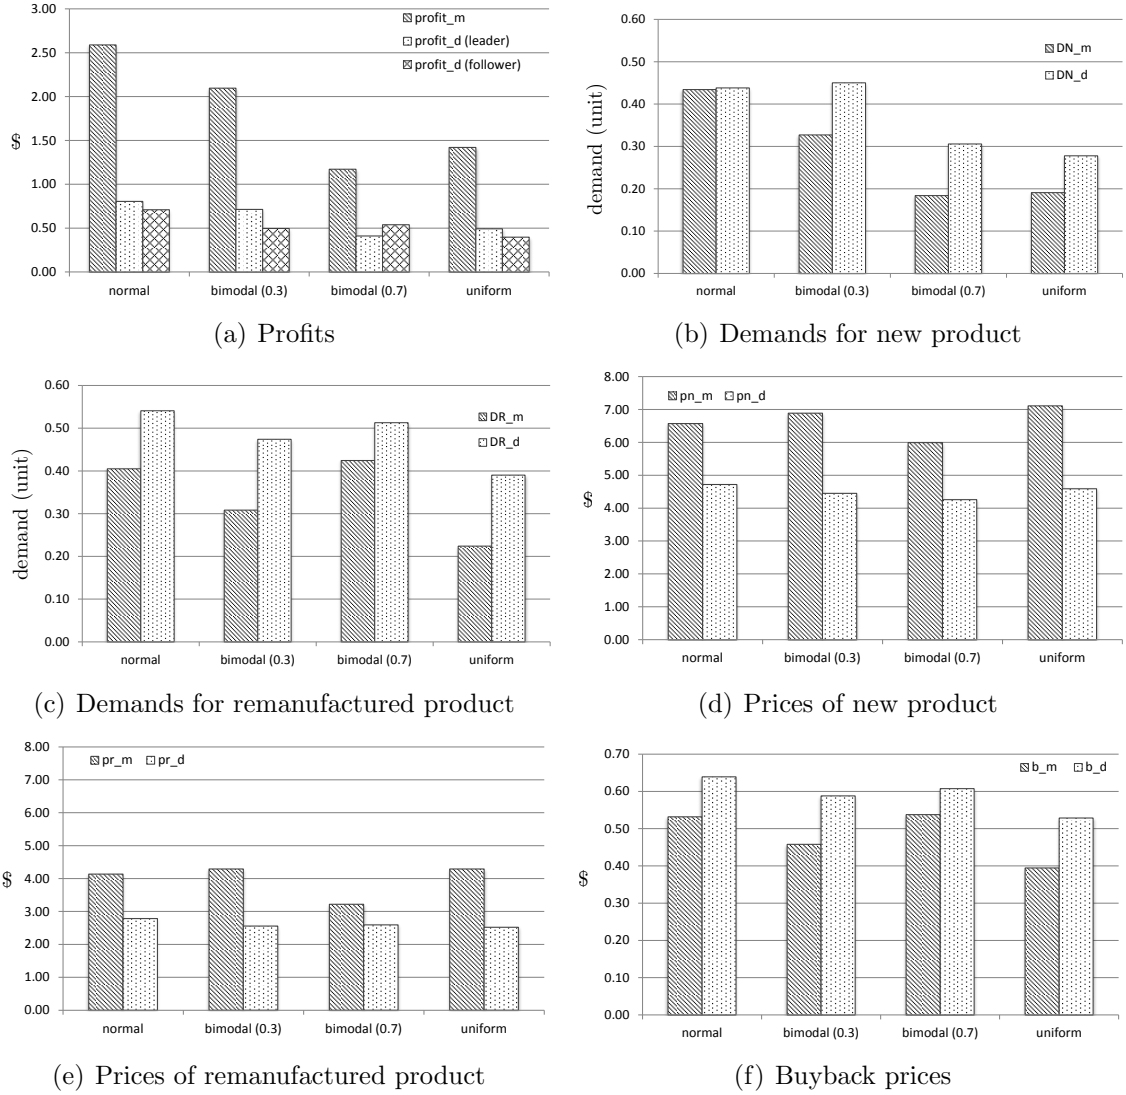 3.00
2.50
2.00
1.50
1.00
0.50
0.00
$
profit_m
profit_d (leader)
profit_d (follower)
normal bimodal (0.3) bimodal (0.7) uniform
(a) Profits
0.60
0.50
0.40
0.30
0.20
0.10
0.00
demand (unit)
DN_m
DN_d
normal bimodal (0.3) bimodal (0.7) uniform
(b) Demands for new product
0.60
0.50
0.40
0.30
0.20
0.10
0.00
demand (unit)
DR_m
DR_d
normal bimodal (0.3) bimodal (0.7) uniform
(c) Demands for remanufactured product
8.00
7.00
6.00
5.00
4.00
3.00
2.00
1.00
0.00
$
pn_m pn_d
normal bimodal (0.3) bimodal (0.7) uniform
(d) Prices of new product
8.00
7.00
6.00
5.00
4.00
3.00
2.00
1.00
0.00
$
pr_m pr_d
normal bimodal (0.3) bimodal (0.7) uniform
(e) Prices of remanufactured product
0.70
0.60
0.50
0.40
0.30
0.20
0.10
0.00
$
b_m b_d
normal bimodal (0.3) bimodal (0.7) uniform
(f) Buyback prices